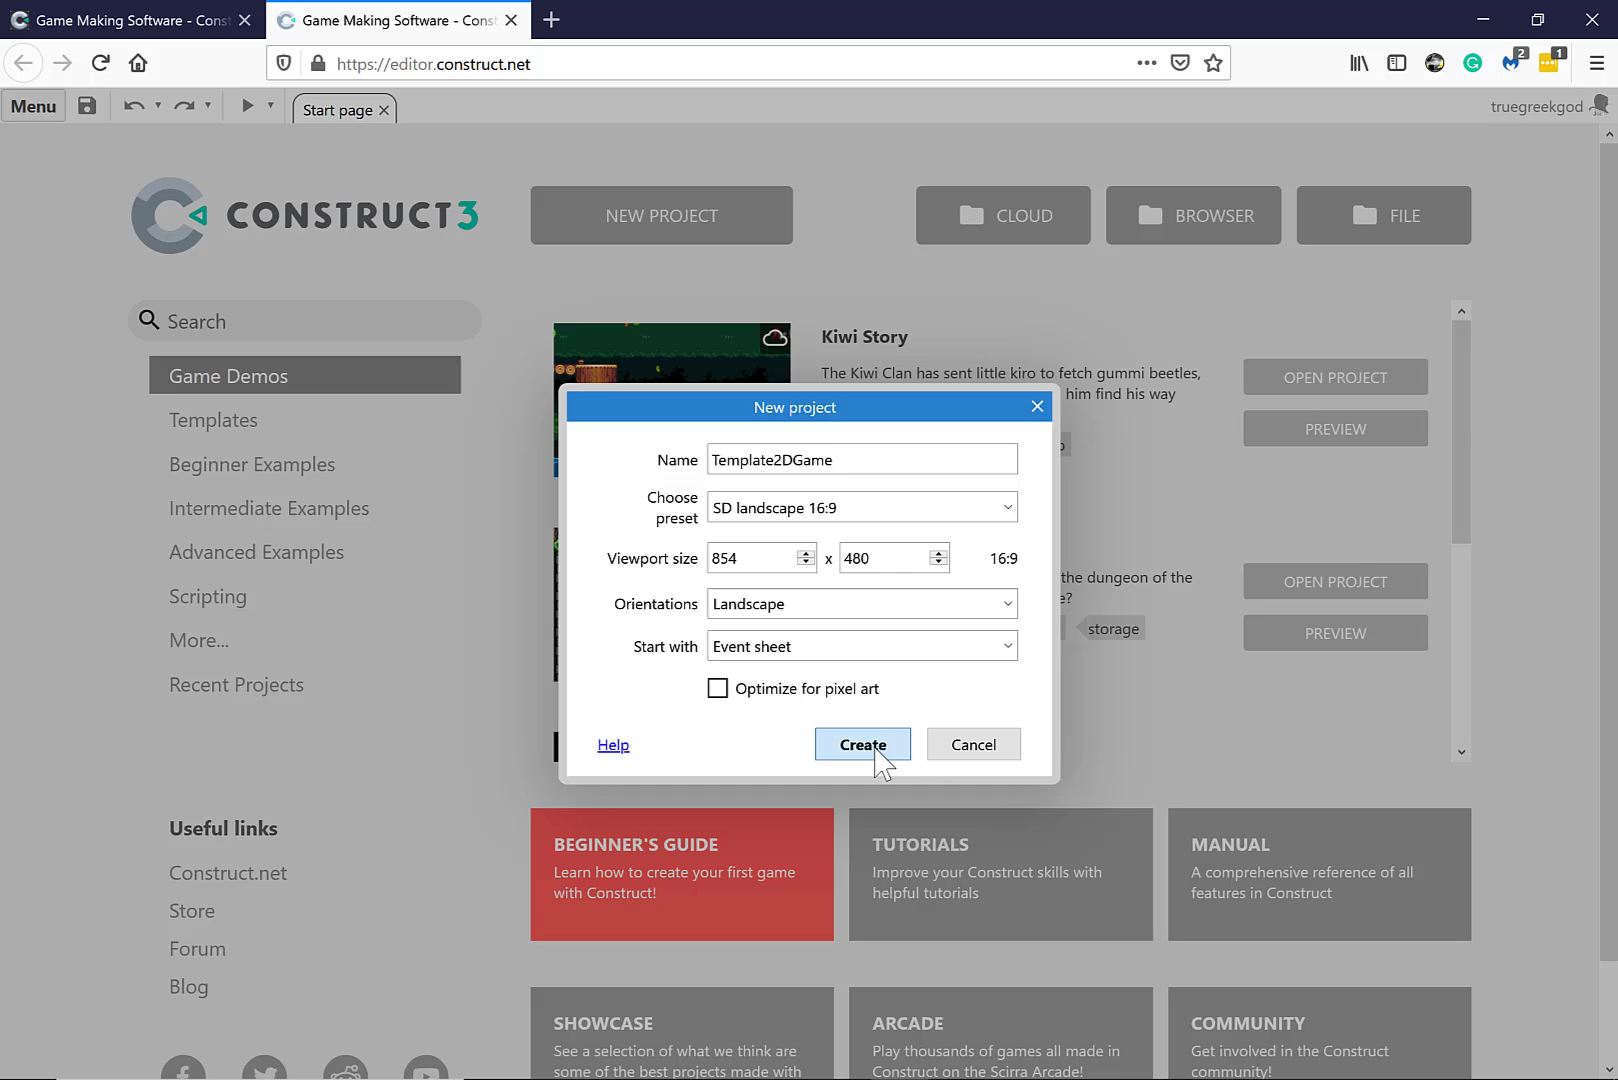 Game Making Software - Cons
Game Making Software - Cons
https://editor.construct.net
2
1
Menu
Start page
truegreekgod
CONSTRUCT 3
NEW PROJECT
CLOUD
BROWSER
FILE
Search
Game Demos
Templates
Beginner Examples
Intermediate Examples
Advanced Examples
Scripting
More...
Recent Projects
Useful links
Construct.net
Store
Forum
Blog
Kiwi Story
The Kiwi Clan has sent little kiro to fetch gummi beetles,
him find his way
OPEN PROJECT
PREVIEW
the dungeon of the
e?
storage
OPEN PROJECT
PREVIEW
New project
Name
Template2DGame
Choose
preset
SD landscape 16:9
Viewport size
854
x
480
16:9
Orientations
Landscape
Start with
Event sheet
Optimize for pixel art
Help
Create
Cancel
BEGINNER'S GUIDE
Learn how to create your first game
with Construct!
TUTORIALS
Improve your Construct skills with
helpful tutorials
MANUAL
A comprehensive reference of all
features in Construct
SHOWCASE
See a selection of what we think are
some of the best projects made with
ARCADE
Play thousands of games all made in
Construct on the Scirra Arcade!
COMMUNITY
Get involved in the Construct
community!